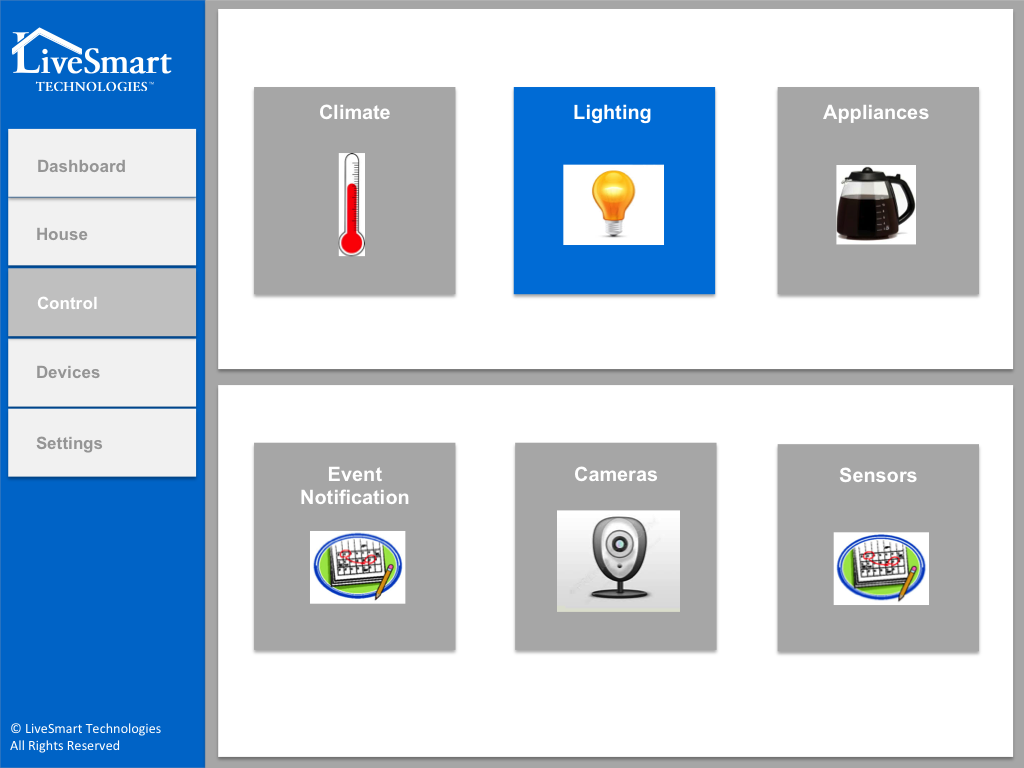 LiveSmart
TECHNOLOGIES™
Dashboard
House
Control
Devices
Settings
© LiveSmart Technologies
All Rights Reserved
Climate
Lighting
Appliances
Event
Notification
Cameras
Sensors